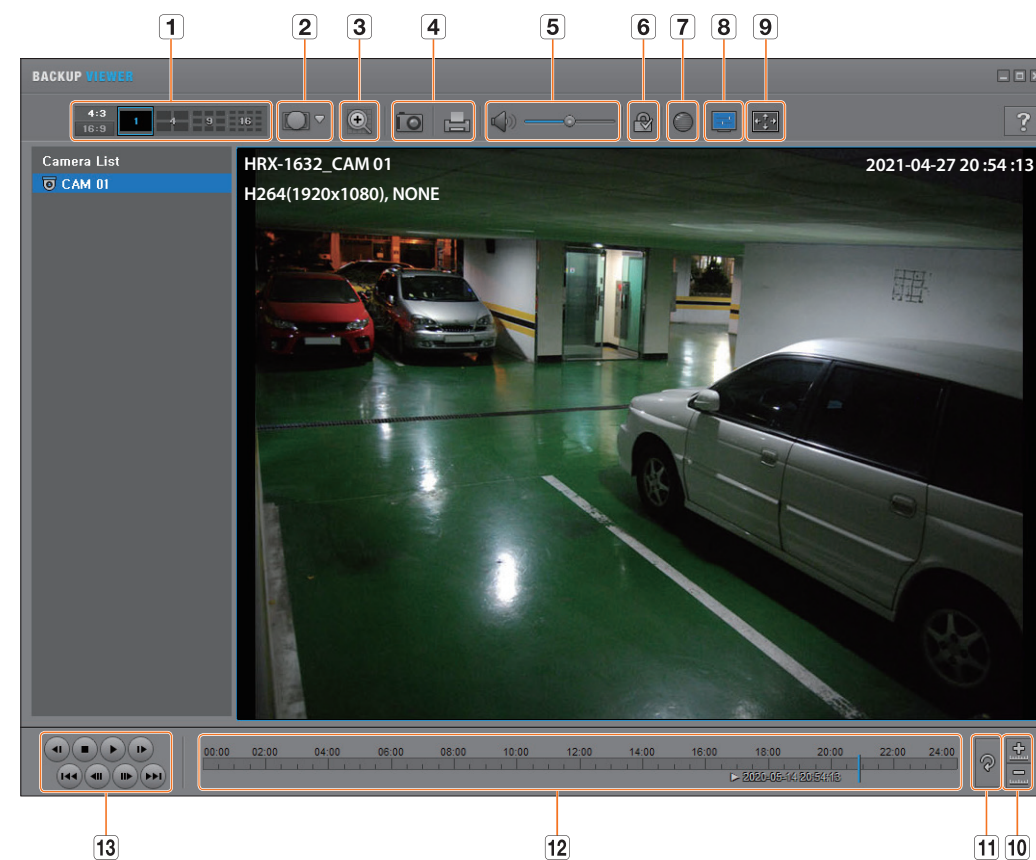 1 2 3 4 5 6 7 8 9
BACKUP VIEWER
4:3
16:9
1 4 9 16
?
Camera List
CAM 01
HRX-1632_CAM 01
2021-04-27 20 :54 :13
H264(1920x1080), NONE
00:00 02:00 04:00 06:00 08:00 10:00 12:00 14:00 16:00 18:00 20:00 22:00 24:00
2020-05-14 20:54:13
13 12 11 10